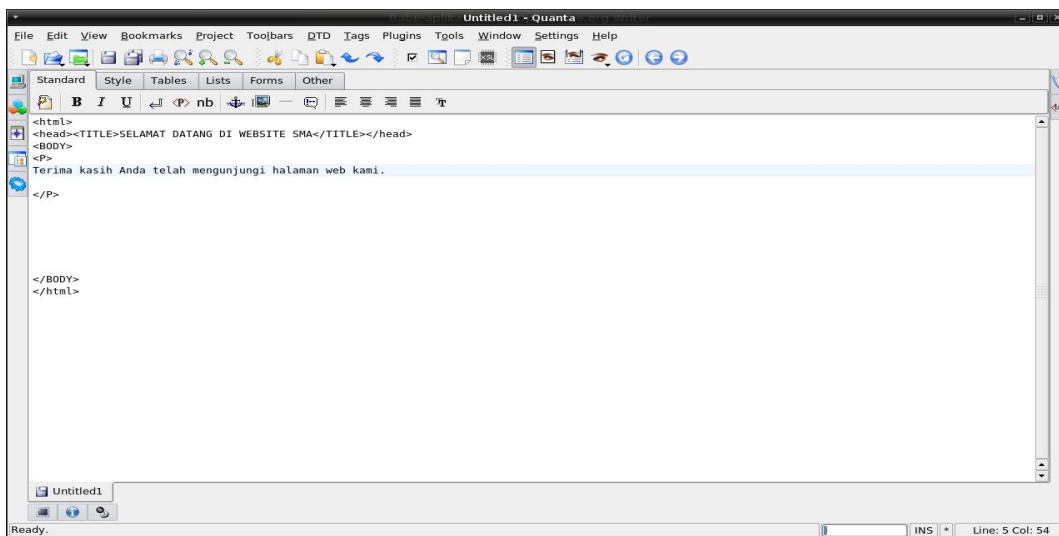 Untitled1 - Quanta
File Edit View Bookmarks Project Toolbars DTD Tags Plugins Tools Window Settings Help
Standard Style Tables Lists Forms Other
B I U <P> nb
<html>
<head><TITLE>SELAMAT DATANG DI WEBSITE SMA</TITLE></head>
<BODY>
<P>
Terima kasih Anda telah mengunjungi halaman web kami.
</P>
</BODY>
</html>
Untitled1
Ready. INS * Line: 5 Col: 54